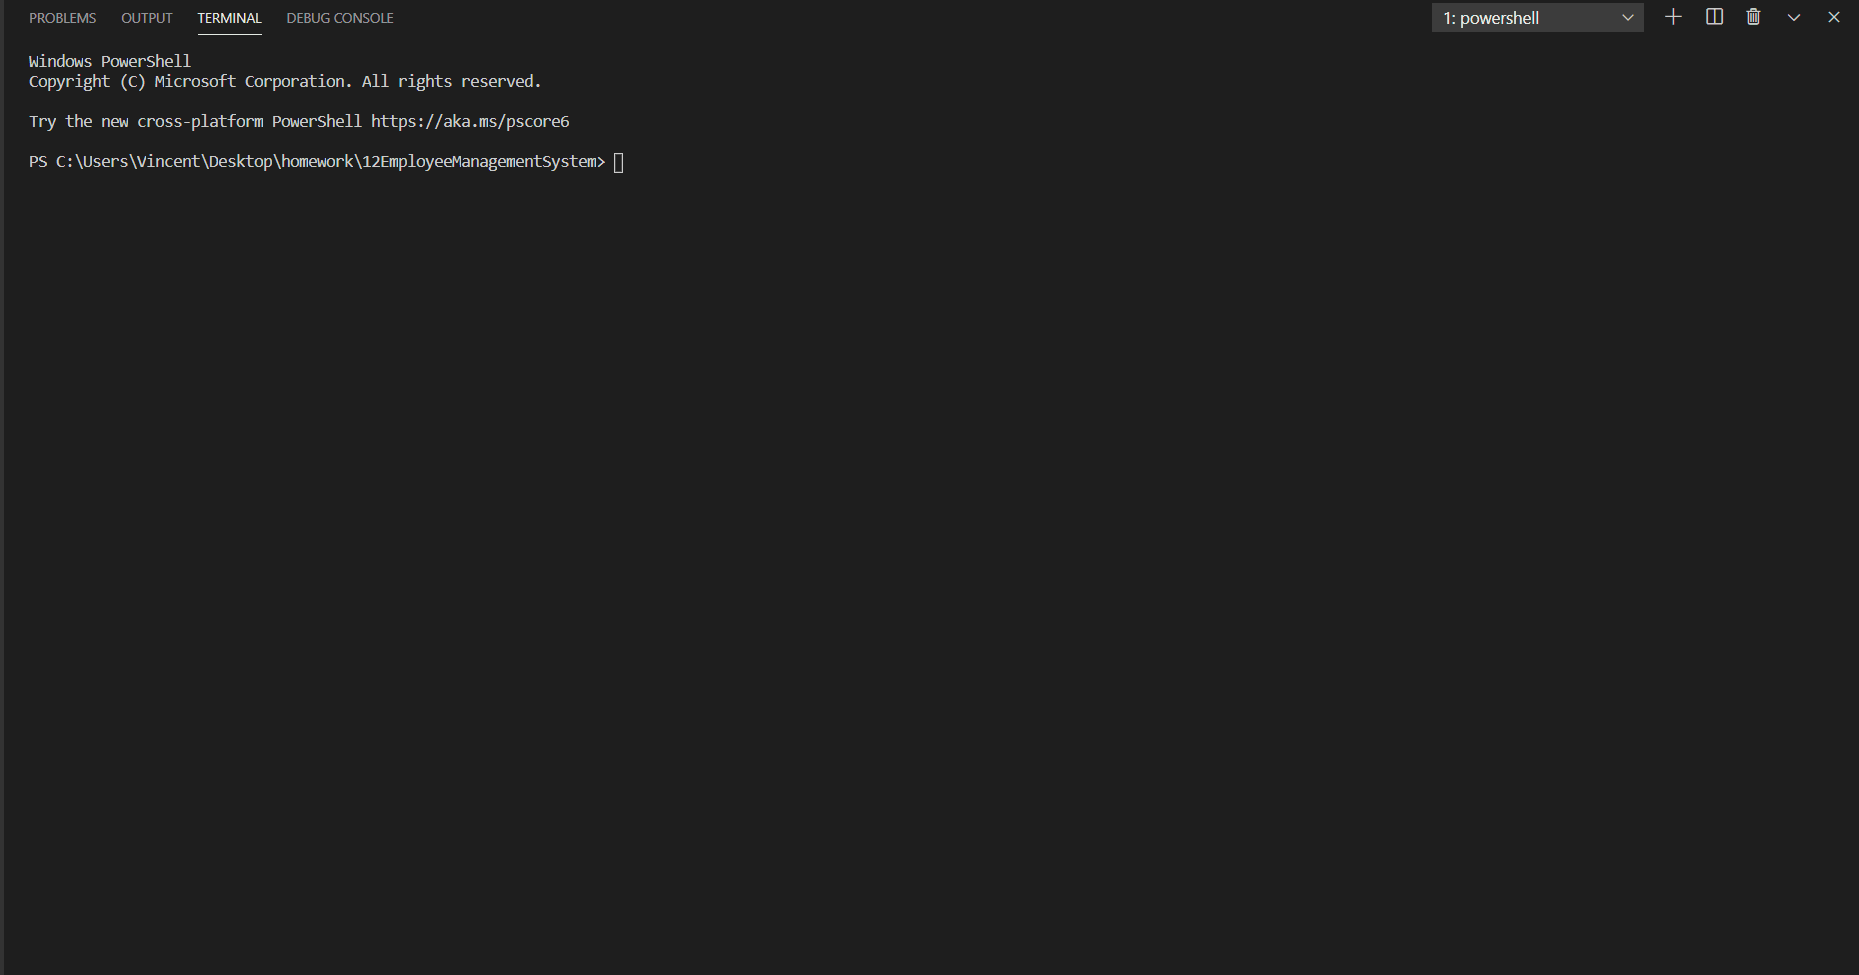 PROBLEMS OUTPUT TERMINAL DEBUG CONSOLE 1: powershell
Windows PowerShell
Copyright (C) Microsoft Corporation. All rights reserved.
Try the new cross-platform PowerShell https://aka.ms/pscore6
PS C:\Users\Vincent\Desktop\homework\12EmployeeManagementSystem>